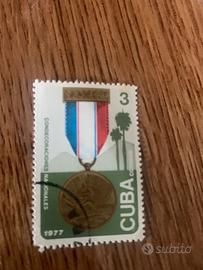 3
CUBA
CONDECORACIONES NACIONALES
1977
subito